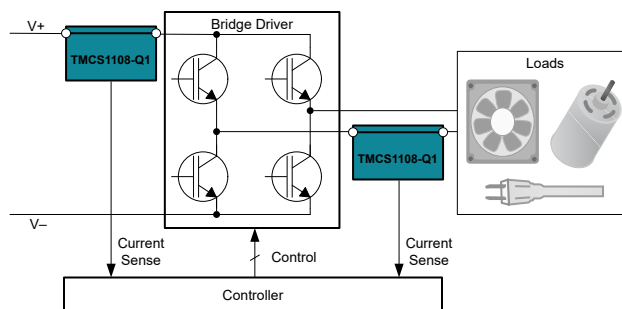 V+
Bridge Driver
TMCS1108-Q1
Loads
TMCS1108-Q1
V–
Current
Sense
Control
Current
Sense
Controller